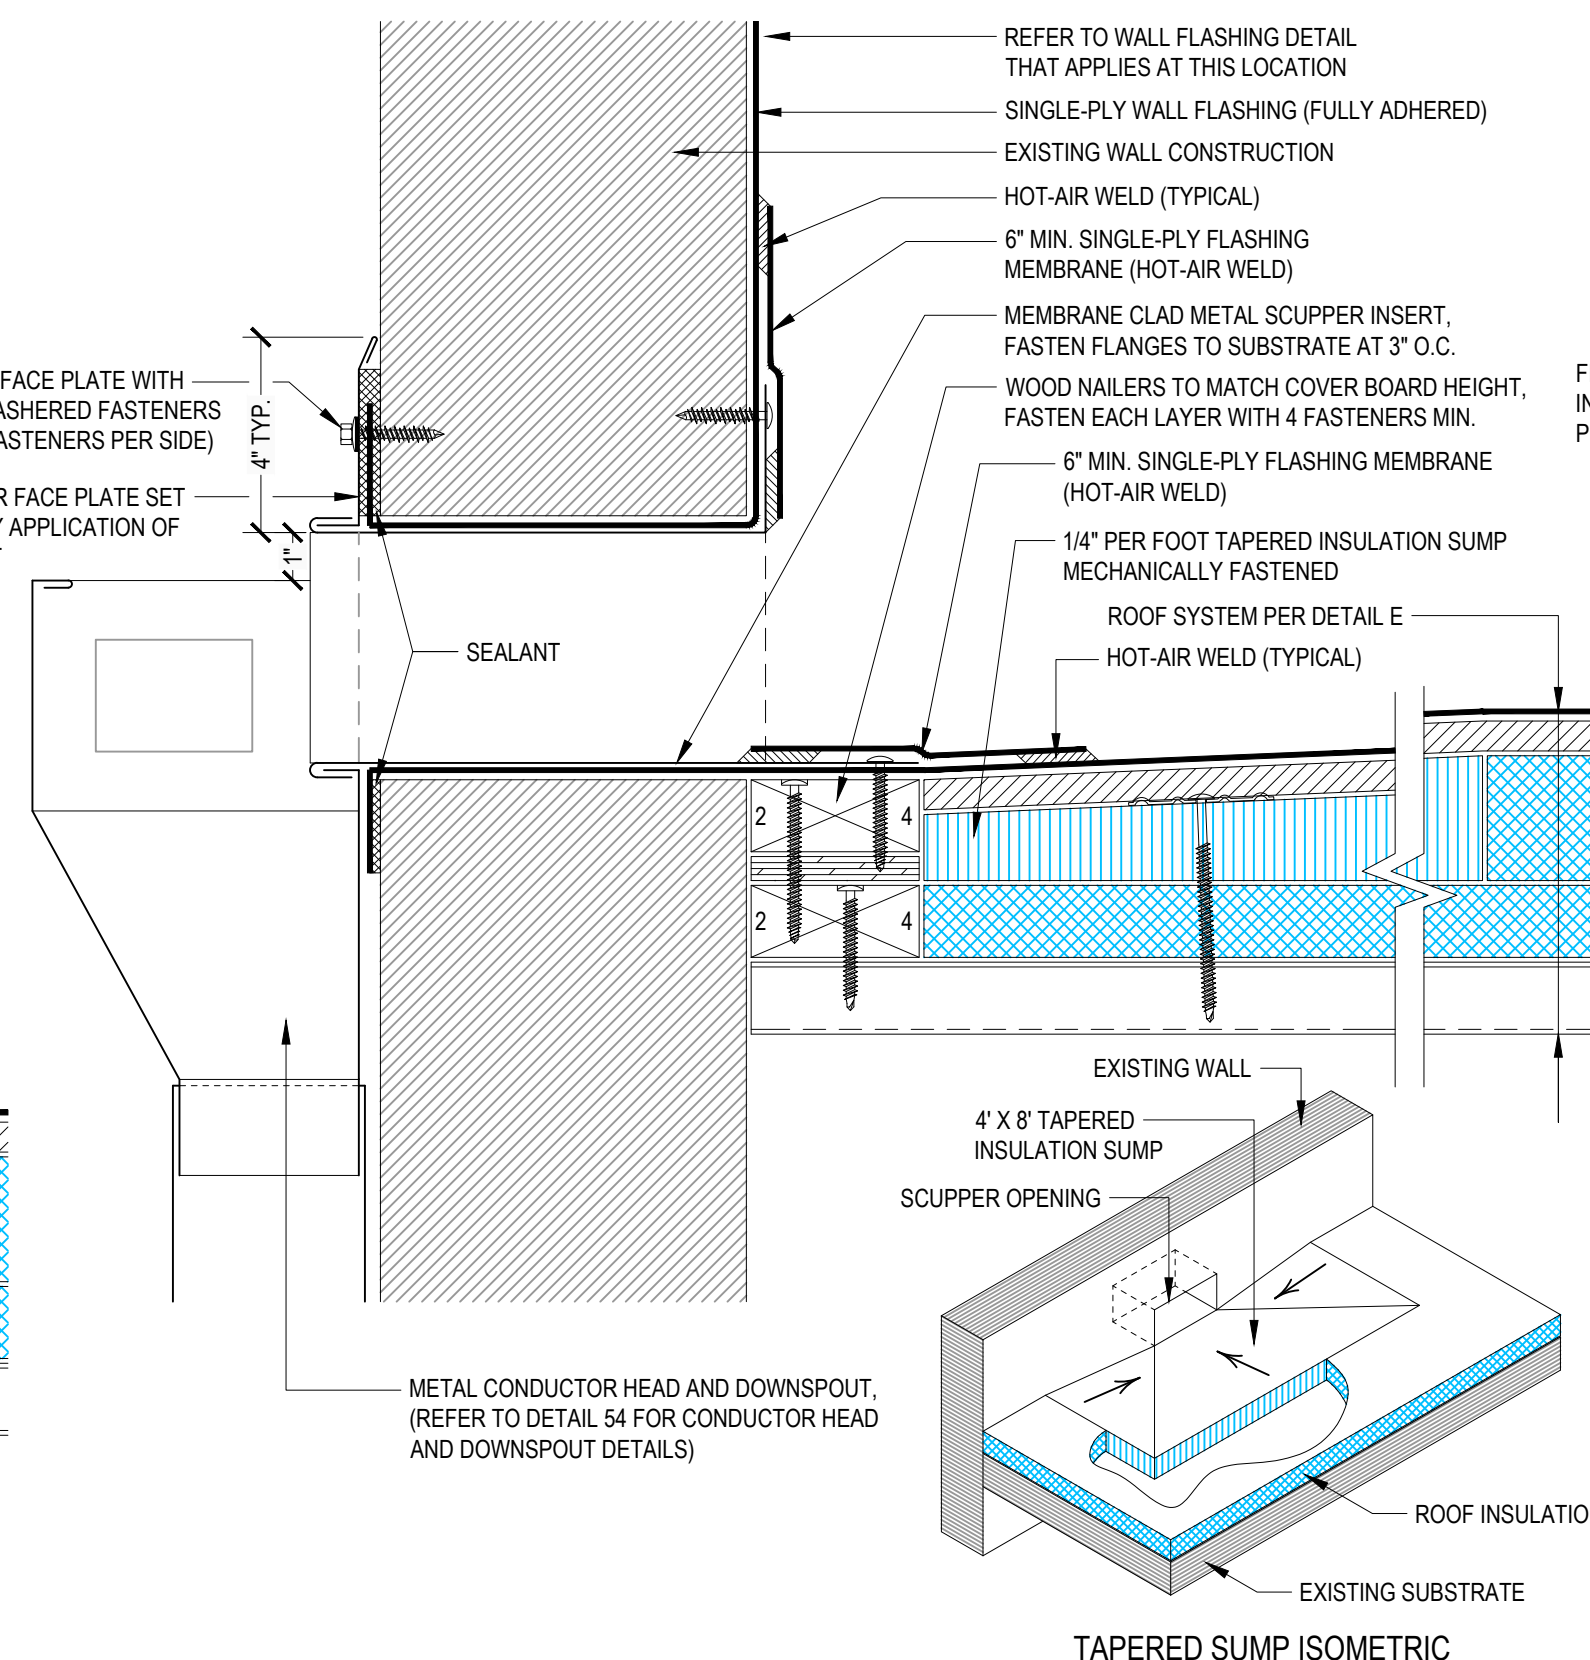 REFER TO WALL FLASHING DETAIL
THAT APPLIES AT THIS LOCATION
SINGLE-PLY WALL FLASHING (FULLY ADHERED)
EXISTING WALL CONSTRUCTION
HOT-AIR WELD (TYPICAL)
6" MIN. SINGLE-PLY FLASHING
MEMBRANE (HOT-AIR WELD)
MEMBRANE CLAD METAL SCUPPER INSERT,
FASTEN FLANGES TO SUBSTRATE AT 3" O.C.
WOOD NAILERS TO MATCH COVER BOARD HEIGHT,
FASTEN EACH LAYER WITH 4 FASTENERS MIN.
6" MIN. SINGLE-PLY FLASHING MEMBRANE
(HOT-AIR WELD)
1/4" PER FOOT TAPERED INSULATION SUMP
MECHANICALLY FASTENED
ROOF SYSTEM PER DETAIL E
HOT-AIR WELD (TYPICAL)
FACE PLATE WITH
ASHERED FASTENERS
ASTENERS PER SIDE)
R FACE PLATE SET
Y APPLICATION OF
4" TYP.
1"
SEALANT
2 4
2 4
F
IN
P
EXISTING WALL
4' X 8' TAPERED
INSULATION SUMP
SCUPPER OPENING
METAL CONDUCTOR HEAD AND DOWNSPOUT,
(REFER TO DETAIL 54 FOR CONDUCTOR HEAD
AND DOWNSPOUT DETAILS)
ROOF INSULATIO
EXISTING SUBSTRATE
TAPERED SUMP ISOMETRIC